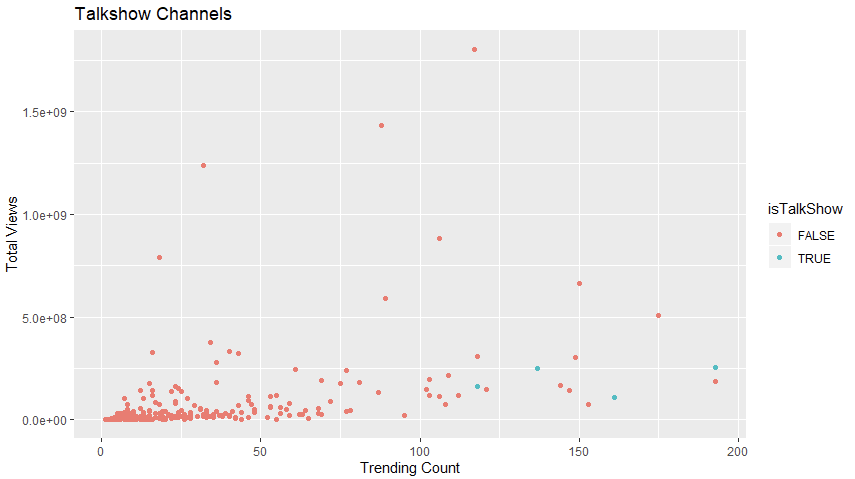 Talkshow Channels
Total Views
1.5e+09
1.0e+09
5.0e+08
0.0e+00
0
50
100
150
200
Trending Count
isTalkShow
FALSE
TRUE